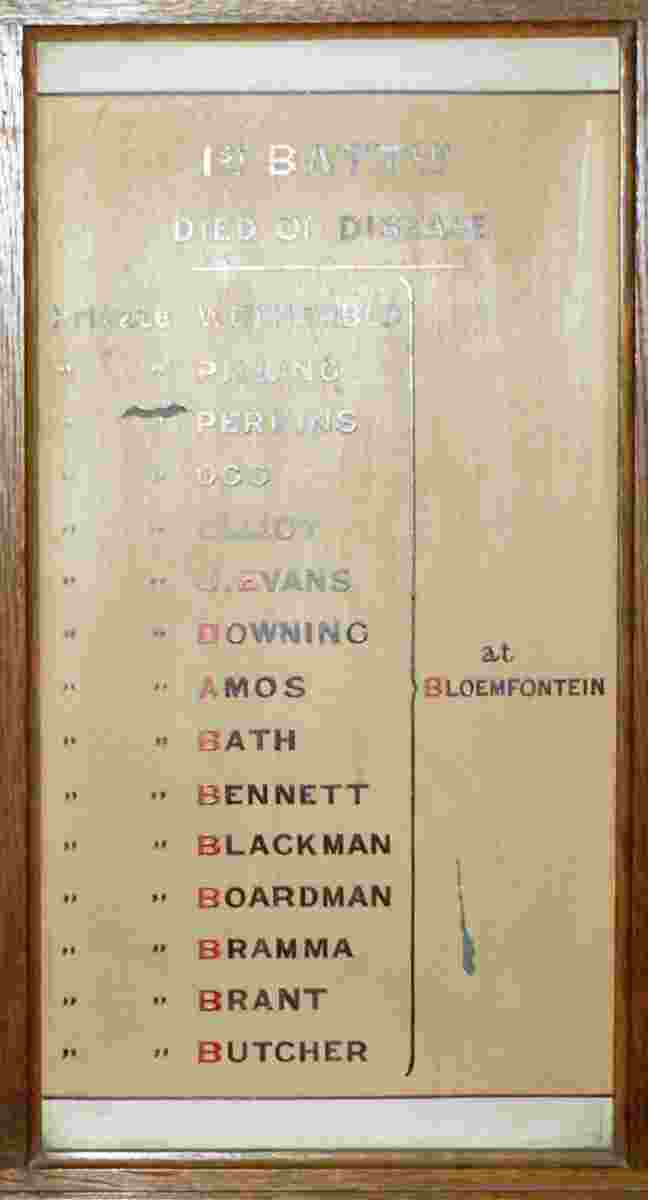 1st BATTN
DIED OF DISEASE
Private
" " 
" " PERKINS
" "
" " ELLIOT
" " J. EVANS
" " DOWNING
" " AMOS
" " BATH
" " BENNETT
" " BLACKMAN
" " BOARDMAN
" " BRAMMA
" " BRANT
" " BUTCHER
at
BLOEMFONTEIN